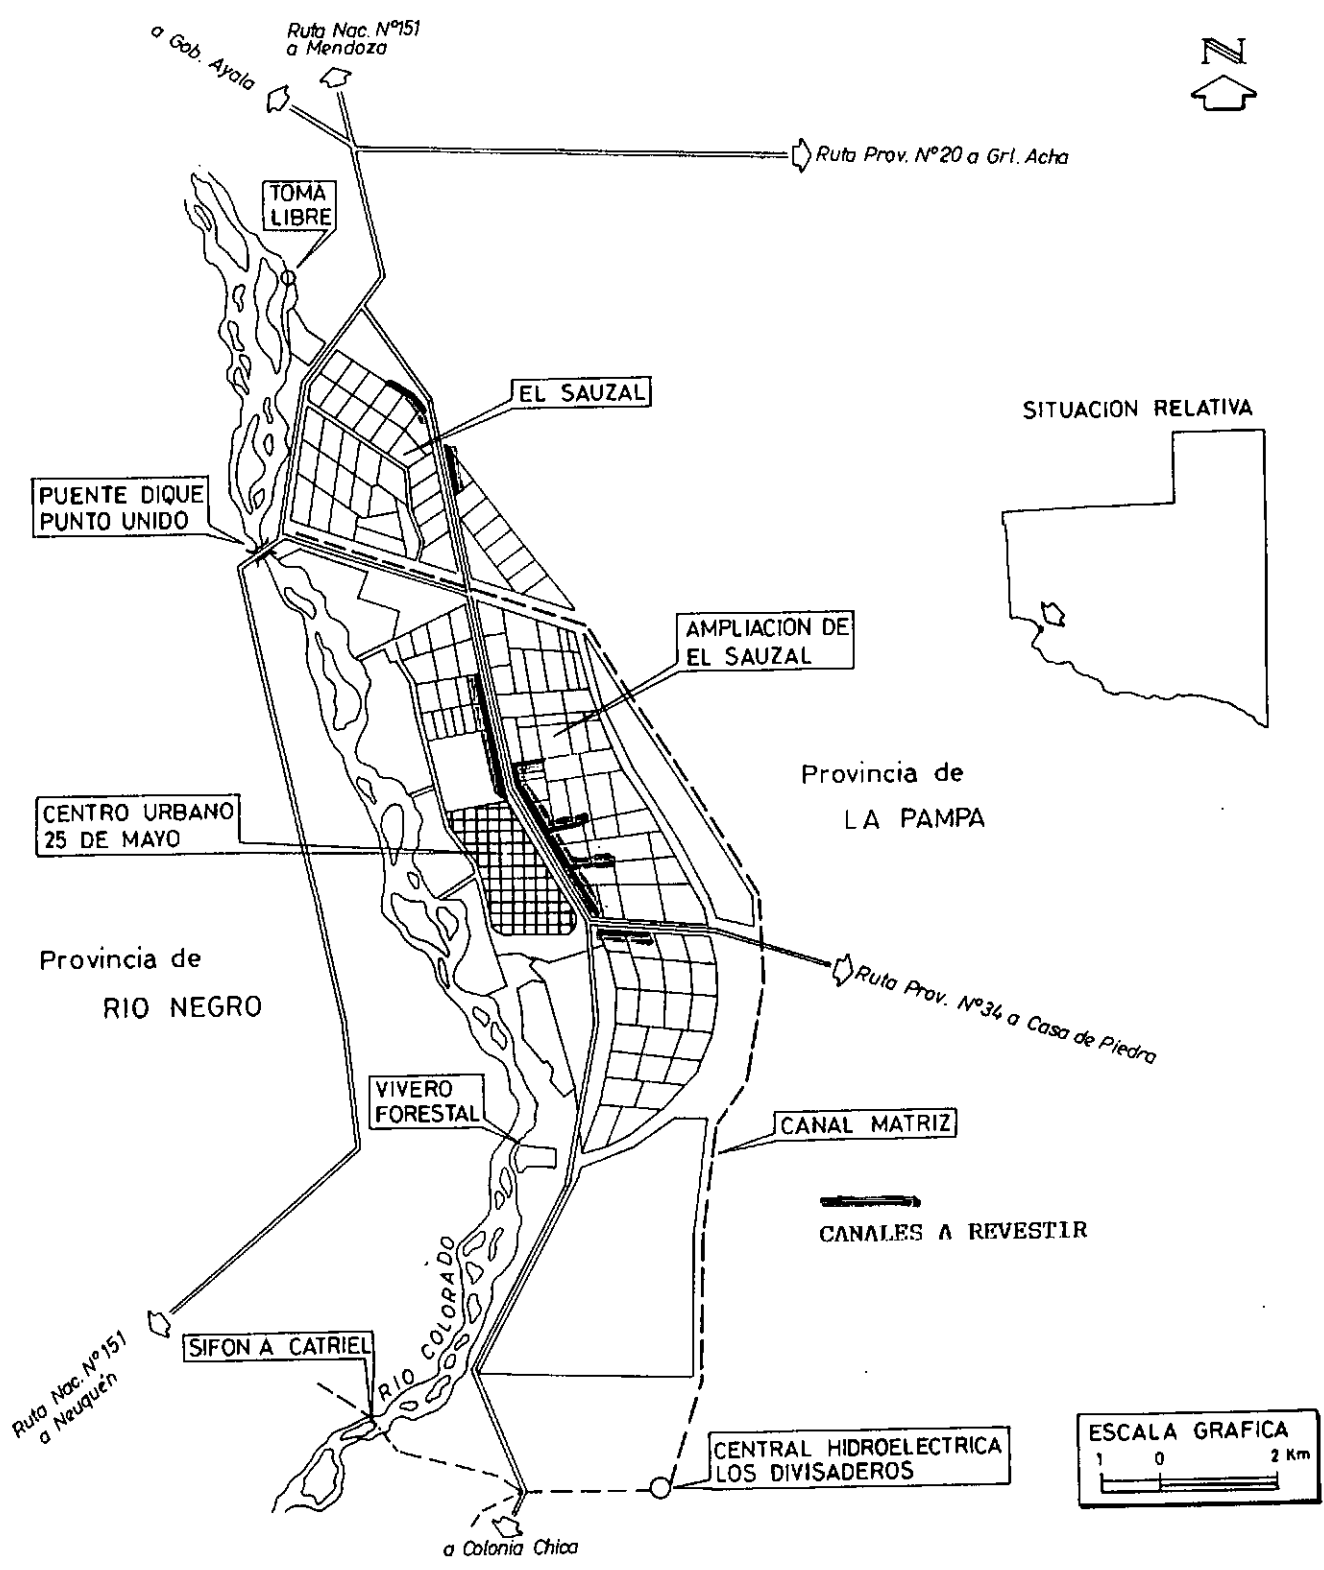 a Gob. Ayala
Ruta Nac. Nº151
a Mendoza
N
Ruta Prov. Nº20 a Grl. Acha
TOMA
LIBRE
EL SAUZAL
SITUACION RELATIVA
PUENTE DIQUE
PUNTO UNIDO
AMPLIACION DE
EL SAUZAL
Provincia de
LA PAMPA
CENTRO URBANO
25 DE MAYO
Provincia de
RIO NEGRO
Ruta Prov. Nº34 a Casa de Piedra
VIVERO
FORESTAL
CANAL MATRIZ
CANALES A REVESTIR
RIO COLORADO
SIFON A CATRIEL
Ruta Nac. Nº151
a Neuquén
CENTRAL HIDROELECTRICA
LOS DIVISADEROS
ESCALA GRAFICA
1 0 2 Km
a Colonia Chica